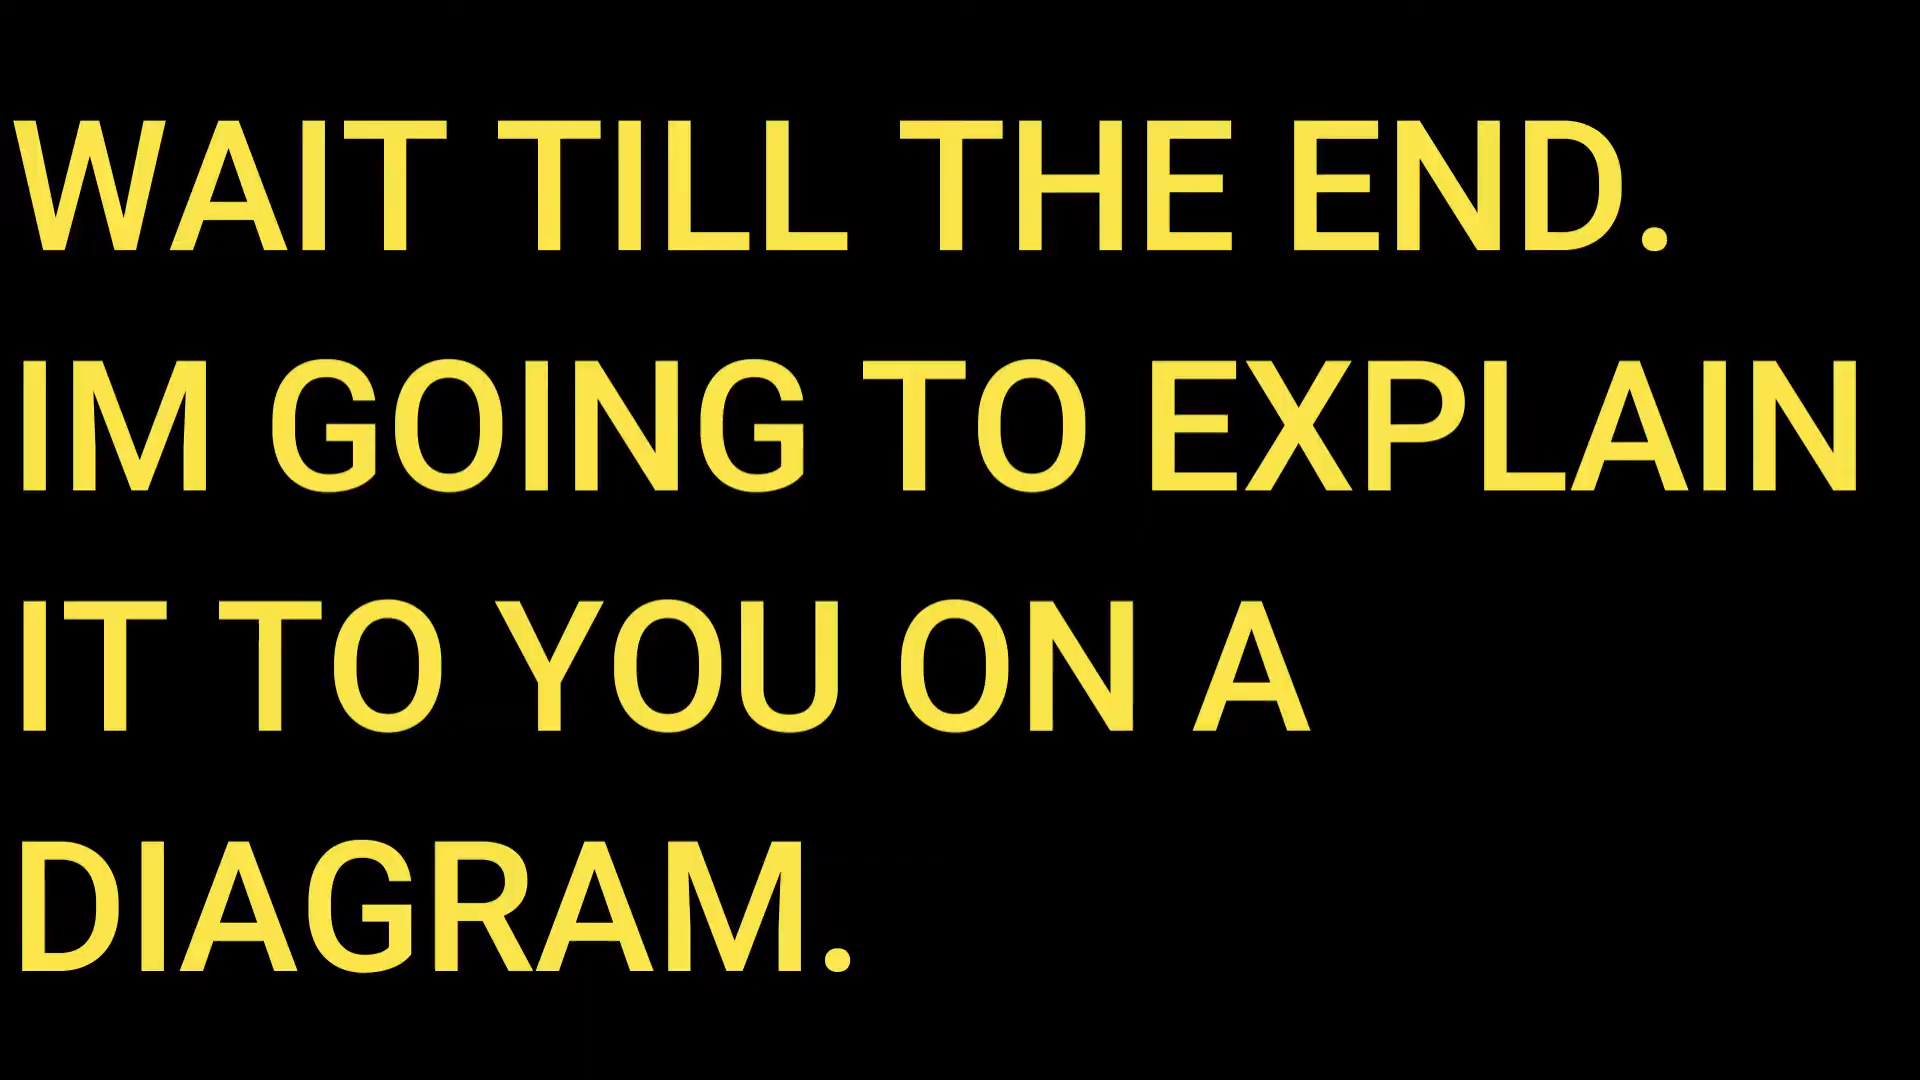 WAIT TILL THE END.
IM GOING TO EXPLAIN
IT TO YOU ON A
DIAGRAM.